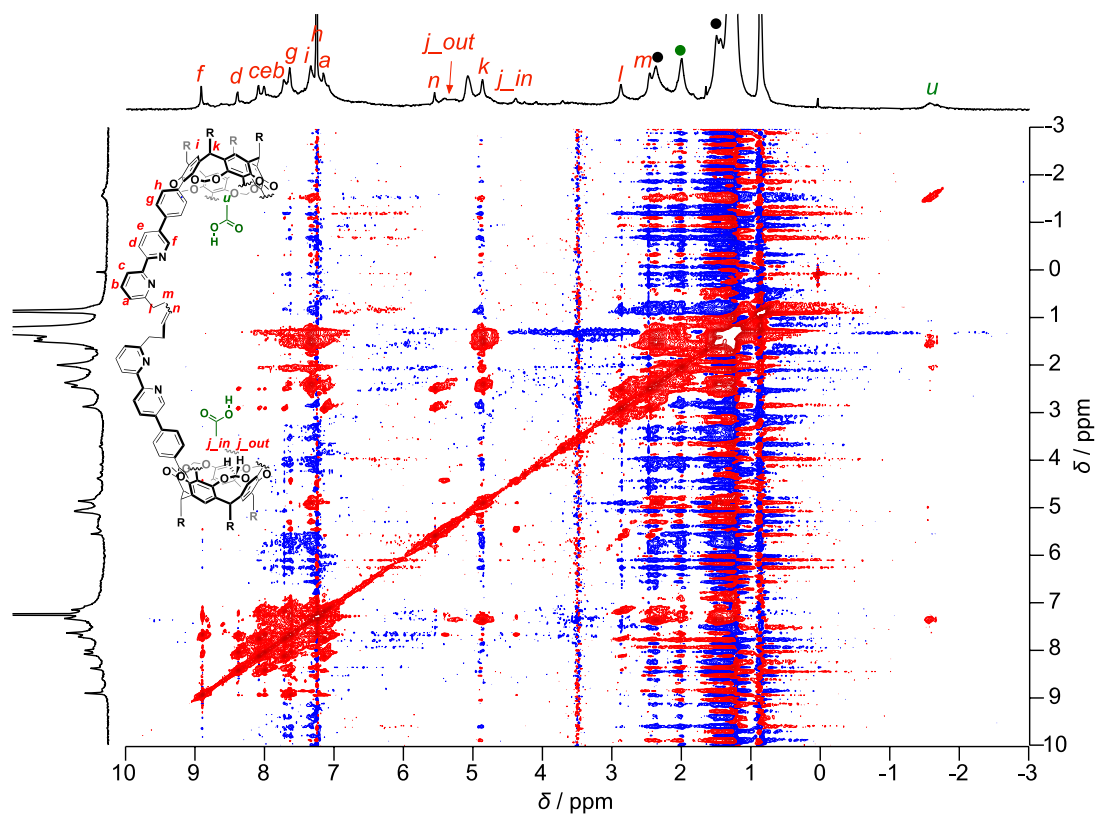 h
j_out
g
i
a
f
d
c e b
n
k
j_in
l
m
u
R
R
R
R
i
k
O
O
O
O
O
O
h
g
u
O
O
H
e
d
f
N
c
N
b
a
m
l
n
N
N
H
O
O
j_in j_out
H H
O
O
O
O
O
O
R
R
R
R
-3
-2
-1
0
1
2
3
4
5
6
7
8
9
10
δ / ppm
10 9 8 7 6 5 4 3 2 1 0 -1 -2 -3
δ / ppm